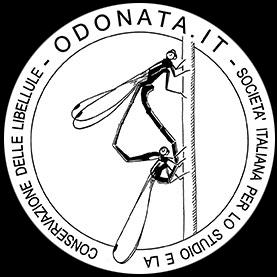 - ODONATA.IT -
SOCIETA' ITALIANA PER LO STUDIO E LA CONSERVAZIONE DELLE LIBELLULE